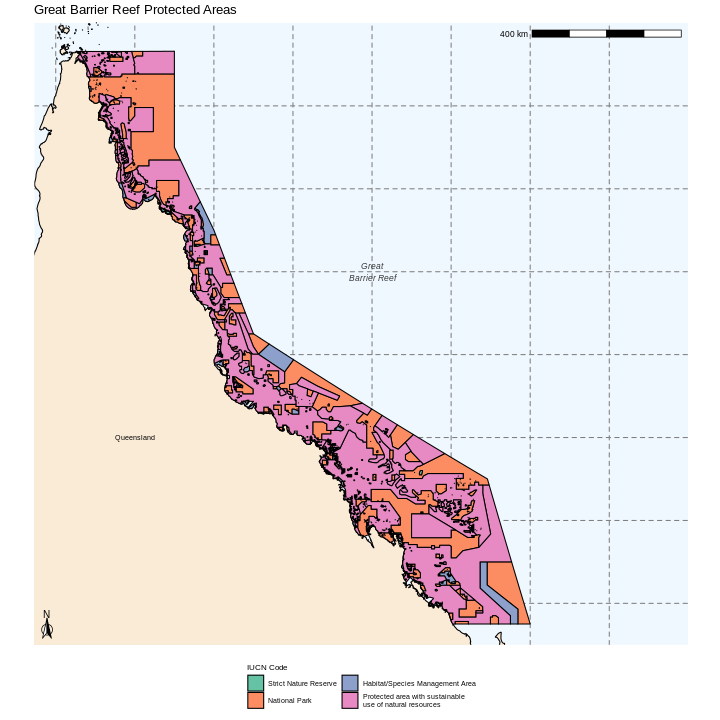 Great Barrier Reef Protected Areas
400 km
Great
Barrier Reef
Queensland
N
IUCN Code
Strict Nature Reserve
Habitat/Species Management Area
National Park
Protected area with sustainable
use of natural resources